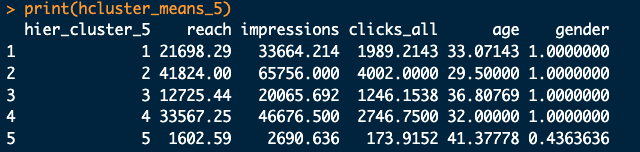 > print(hcluster_means_5)
hier_cluster_5 reach impressions clicks_all age gender
1 1 21698.29 33664.214 1989.2143 33.07143 1.0000000
2 2 41824.00 65756.000 4002.0000 29.50000 1.0000000
3 3 12725.44 20065.692 1246.1538 36.80769 1.0000000
4 4 33567.25 46676.500 2746.7500 32.00000 1.0000000
5 5 1602.59 2690.636 173.9152 41.37778 0.4363636